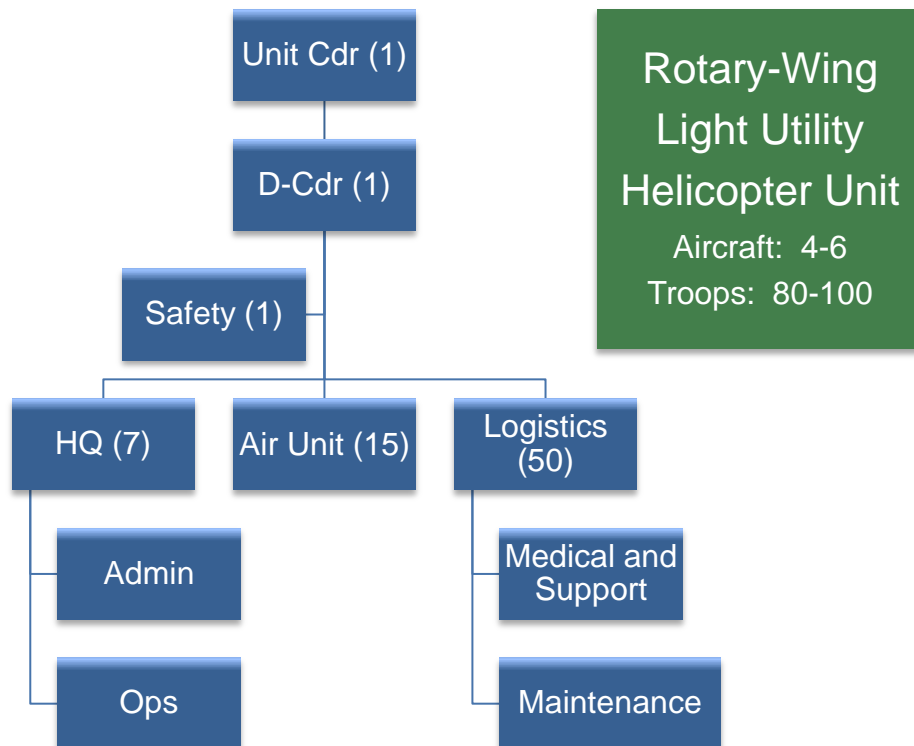 Unit Cdr (1)
D-Cdr (1)
Safety (1)
HQ (7)
Air Unit (15)
Logistics
(50)
Admin
Medical and
Support
Ops
Maintenance
Rotary-Wing
Light Utility
Helicopter Unit
Aircraft: 4-6
Troops: 80-100